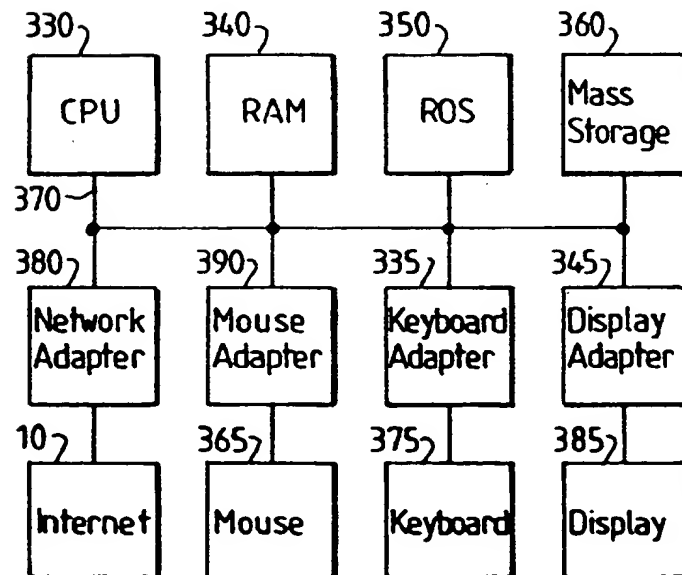 330 340 350 360
CPU RAM ROS Mass
Storage
370
380 390 335 345
Network Mouse Keyboard Display
Adapter Adapter Adapter Adapter
10 365 375 385
Internet Mouse Keyboard Display